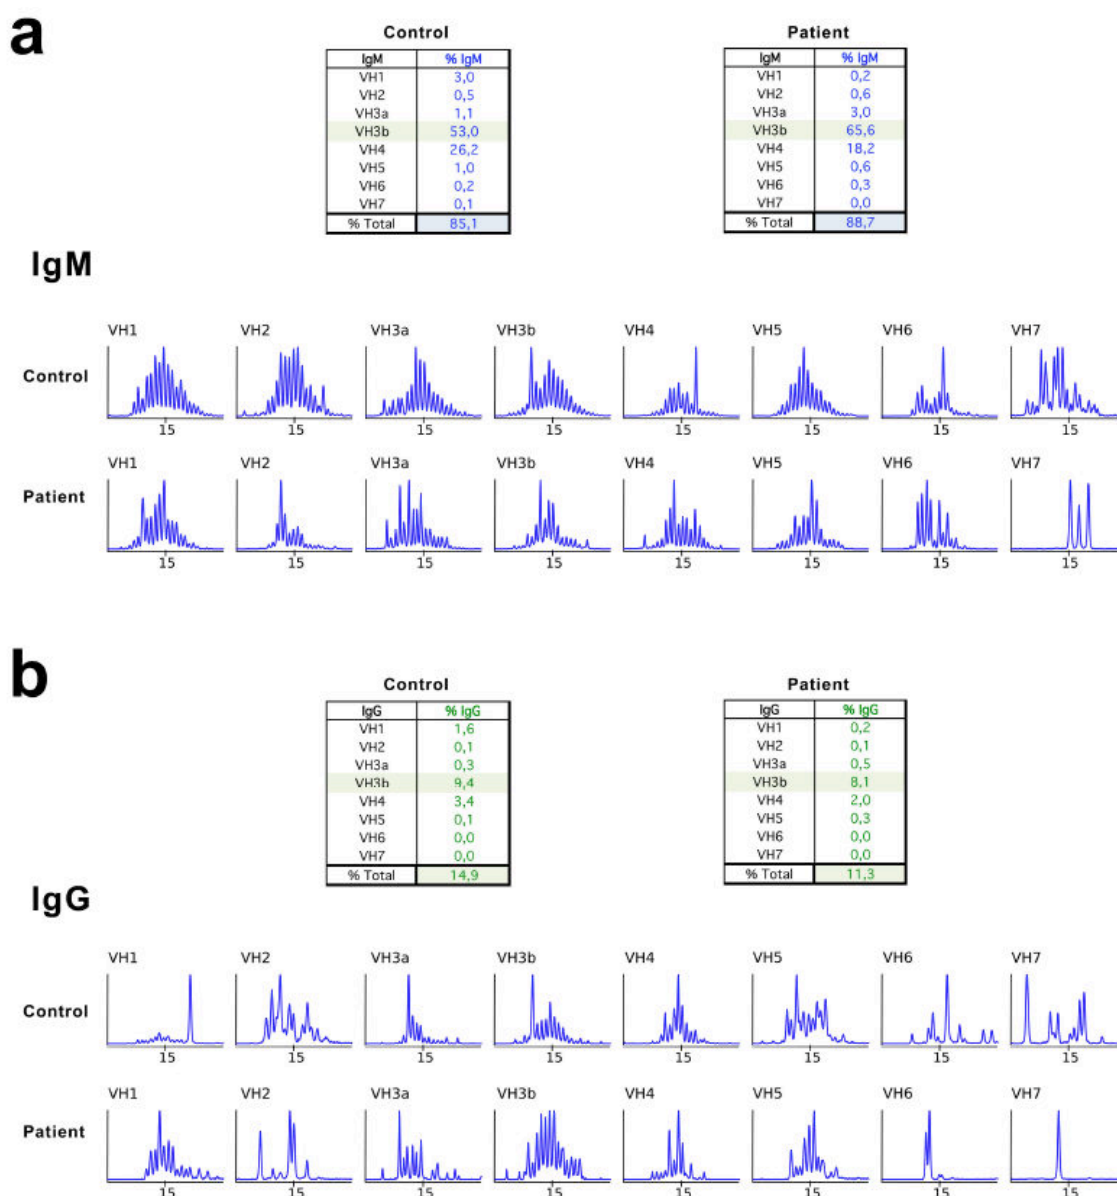 a
Control Patient
IgM % IgM IgM % IgM
VH1 3,0 VH1 0,2
VH2 0,5 VH2 0,6
VH3a 1,1 VH3a 3,0
VH3b 53,0 VH3b 65,6
VH4 26,2 VH4 18,2
VH5 1,0 VH5 0,6
VH6 0,2 VH6 0,3
VH7 0,1 VH7 0,0
% Total 85,1 % Total 88,7
IgM
VH1 VH2 VH3a VH3b VH4 VH5 VH6 VH7
Control
15 15 15 15 15 15 15 15
VH1 VH2 VH3a VH3b VH4 VH5 VH6 VH7
Patient
15 15 15 15 15 15 15 15
b
Control Patient
IgG % IgG IgG % IgG
VH1 1,6 VH1 0,2
VH2 0,1 VH2 0,1
VH3a 0,3 VH3a 0,5
VH3b 9,4 VH3b 8,1
VH4 3,4 VH4 2,0
VH5 0,1 VH5 0,3
VH6 0,0 VH6 0,0
VH7 0,0 VH7 0,0
% Total 14,9 % Total 11,3
IgG
VH1 VH2 VH3a VH3b VH4 VH5 VH6 VH7
Control
15 15 15 15 15 15 15 15
VH1 VH2 VH3a VH3b VH4 VH5 VH6 VH7
Patient
15 15 15 15 15 15 15 15